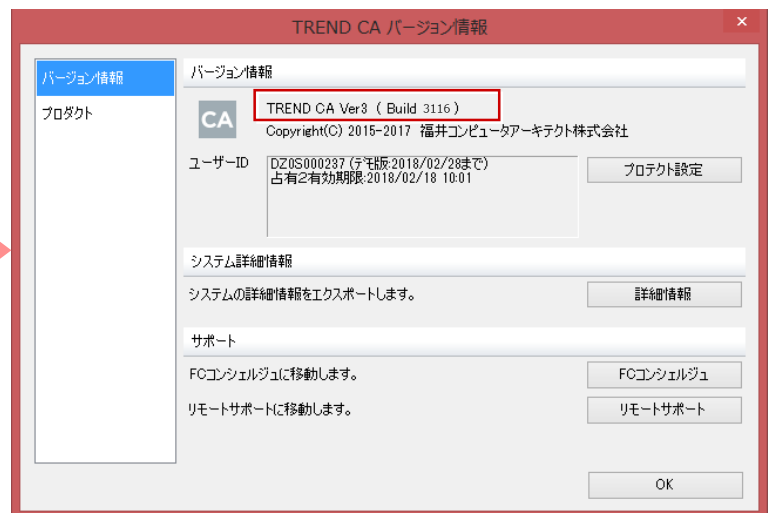 TREND CA バージョン情報
×
バージョン情報
プロダクト
バージョン情報
CA
TREND CA Ver3 ( Build 3116 )
Copyright(C) 2015-2017 福井コンピュータアーキテクト株式会社
ユーザーID
DZ0S000237 (デモ版:2018/02/28まで)
占有2有効期限:2018/02/18 10:01
プロテクト設定
システム詳細情報
システムの詳細情報をエクスポートします。
詳細情報
サポート
FCコンシェルジュに移動します。
FCコンシェルジュ
リモートサポートに移動します。
リモートサポート
OK